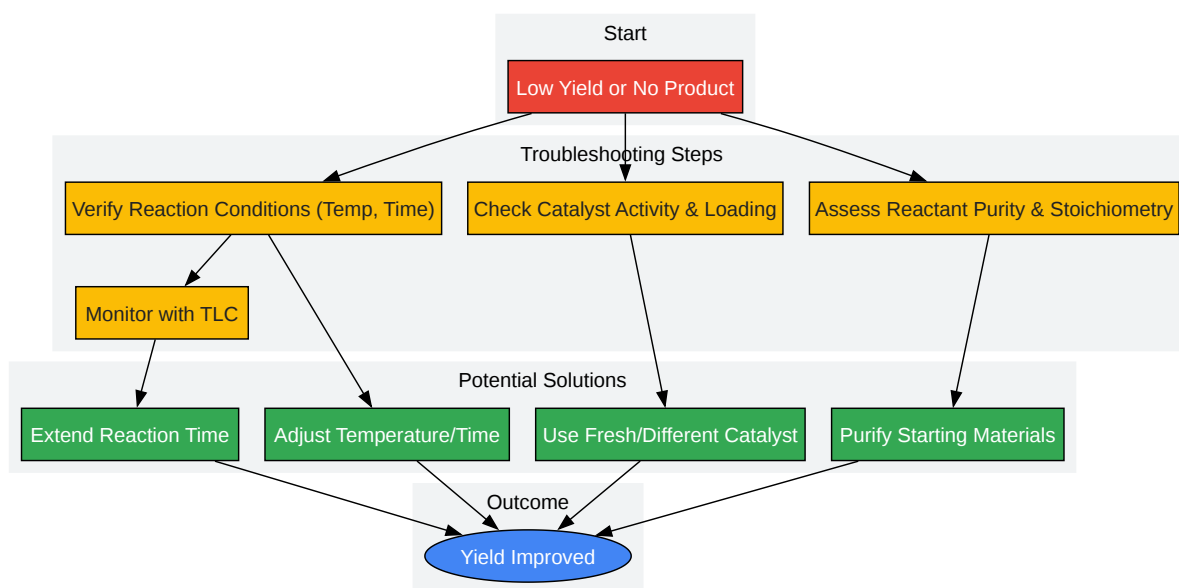 Start
Low Yield or No Product
Troubleshooting Steps
Verify Reaction Conditions (Temp, Time)
Check Catalyst Activity & Loading
Assess Reactant Purity & Stoichiometry
Monitor with TLC
Potential Solutions
Extend Reaction Time
Adjust Temperature/Time
Use Fresh/Different Catalyst
Purify Starting Materials
Outcome
Yield Improved